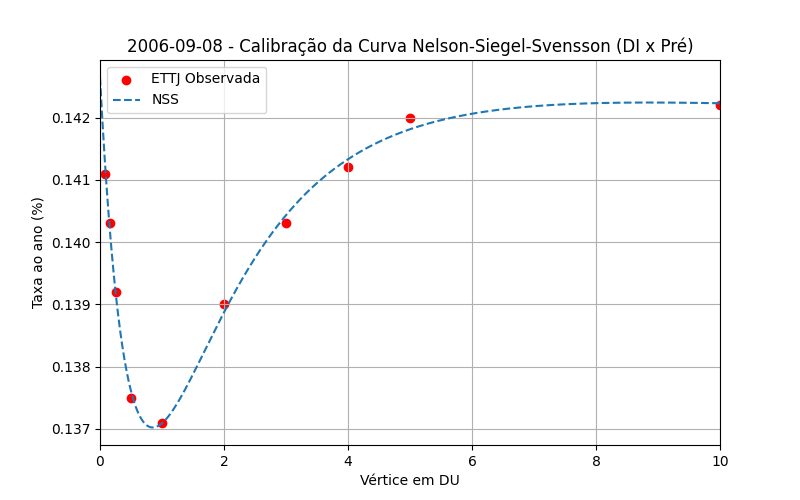 2006-09-08 - Calibração da Curva Nelson-Siegel-Svensson (DI x Pré)
ETTJ Observada
NSS
Taxa ao ano (%)
0.142
0.141
0.140
0.139
0.138
0.137
0 2 4 6 8 10
Vértice em DU